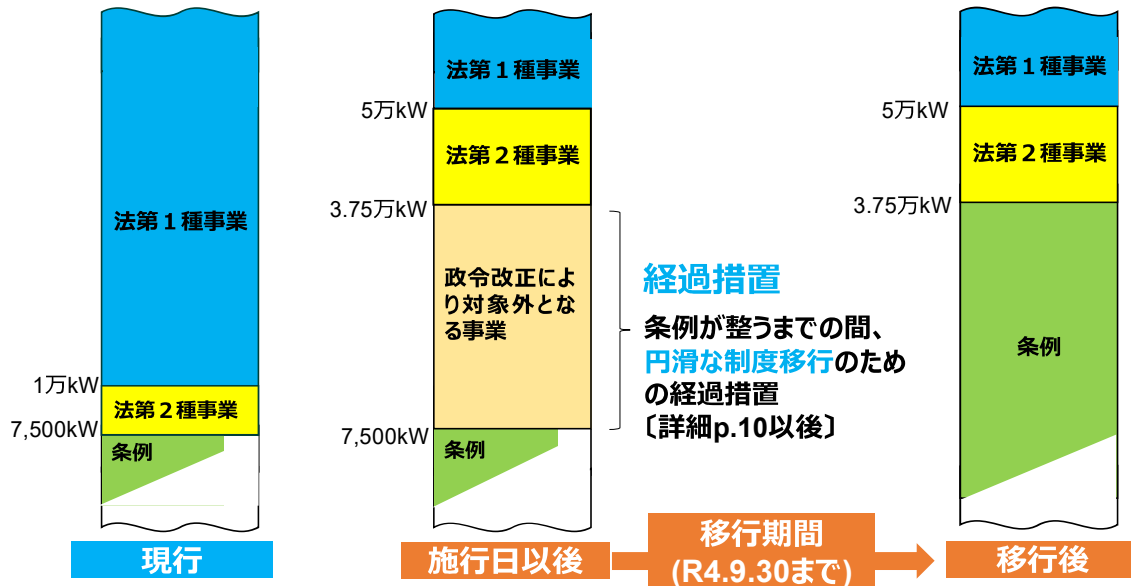 法第１種事業
1万kW
法第２種事業
7,500kW
条例
現行
法第１種事業
5万kW
法第２種事業
3.75万kW
政令改正によ
り対象外とな
る事業
7,500kW
条例
施行日以後
経過措置
条例が整うまでの間、
円滑な制度移行のため
の経過措置
〔詳細p.10以後〕
移行期間
(R4.9.30まで)
法第１種事業
5万kW
法第２種事業
3.75万kW
条例
移行後